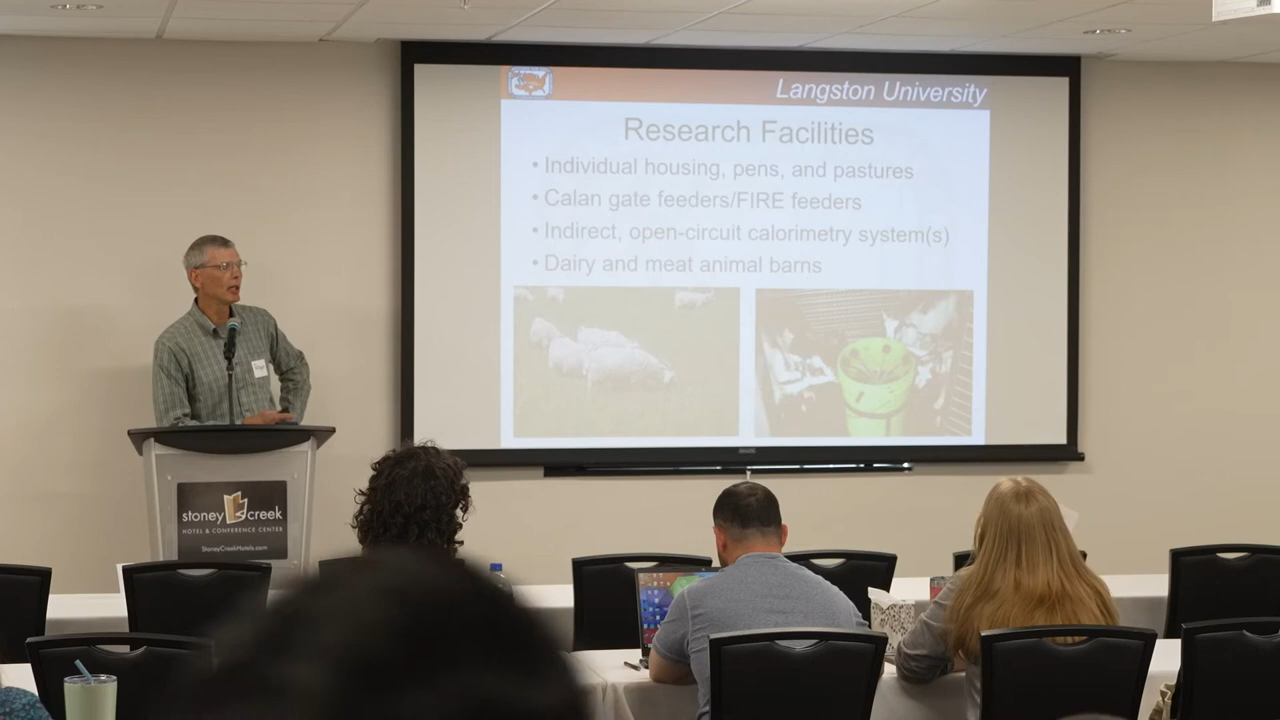 Langston University
Research Facilities
• Individual housing, pens, and pastures
• Calan gate feeders/FIRE feeders
• Indirect, open-circuit calorimetry system(s)
• Dairy and meat animal barns
stoney creek
HOTEL & CONFERENCE CENTER
StoneyCreekHotels.com